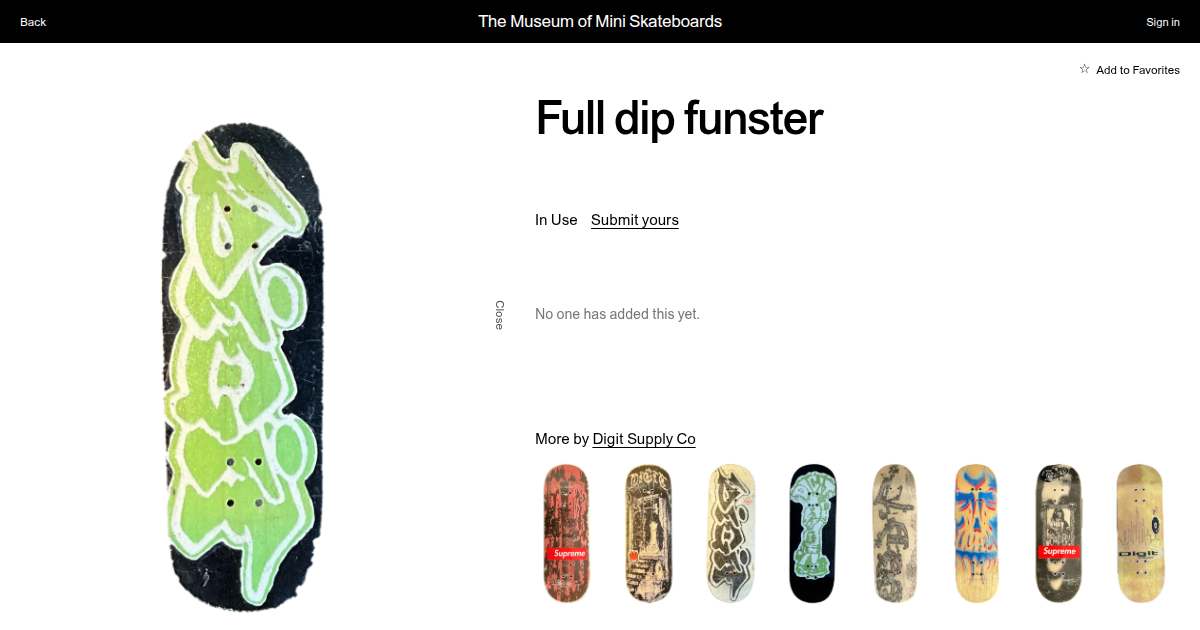 Back
The Museum of Mini Skateboards
Sign in
☆ Add to Favorites
Full dip funster
In Use Submit yours
Close
No one has added this yet.
More by Digit Supply Co
Supreme
DIGIT
Supreme
Digit